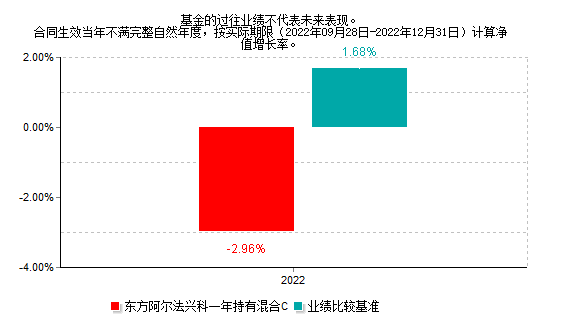 基金的过往业绩不代表未来表现。
合同生效当年不满完整自然年度，按实际期限（2022年09月28日-2022年12月31日）计算净
值增长率。
2.00%
1.68%
0.00%
-2.00%
-2.96%
-4.00%
2022
东方阿尔法兴科一年持有混合C 业绩比较基准